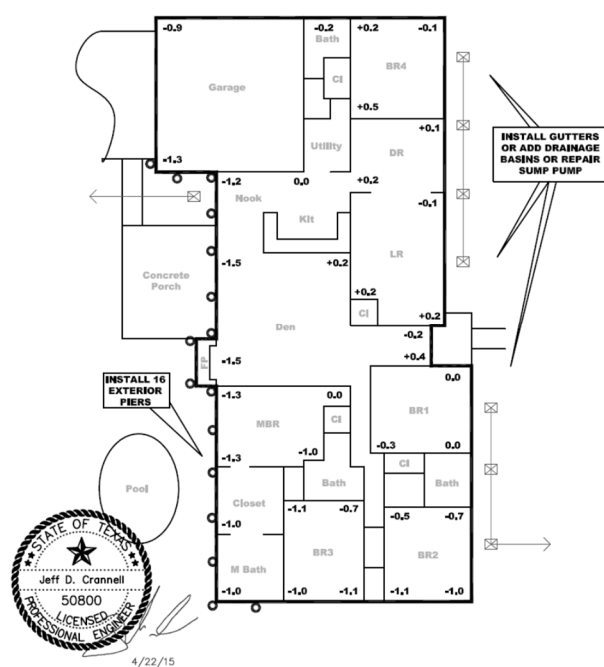 -0.9
-0.2
Bath
+0.2
-0.1
BR4
Cl
Garage
+0.5
+0.1
INSTALL GUTTERS
OR ADD DRAINAGE
BASINS OR REPAIR
SUMP PUMP
Utility
DR
-1.3
-1.2
0.0
+0.2
Nook
-0.1
Kit
-1.5
+0.2
LR
Concrete
Porch
+0.2
Cl
+0.2
Den
-0.2
FP
-1.5
+0.4
INSTALL 16
EXTERIOR
PIERS
-1.3
0.0
0.0
Cl
BR1
MBR
-1.3
-1.0
-0.3
0.0
Cl
Pool
Bath
Bath
Closet
-1.0
-1.1
-0.7
-0.5
-0.7
BR3
BR2
M Bath
-1.0
-1.0
-1.1
-1.1
-1.0
STATE OF TEXAS
Jeff D. Crannell
50800
LICENSED
PROFESSIONAL ENGINEER
4/22/15